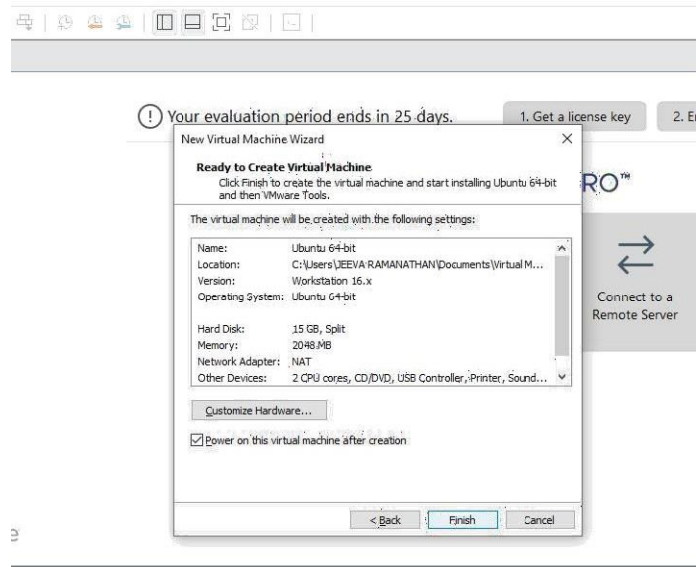 Your evaluation period ends in 25 days.
1. Get a license key
2. E
New Virtual Machine Wizard
Ready to Create Virtual Machine
Click Finish to create the virtual machine and start installing Ubuntu 64-bit
and then VMware Tools.
RO™
The virtual machine will be created with the following settings:
Name: Ubuntu 64-bit
Location: C:\Users\JEEVA RAMANATHAN\Documents\Virtual M...
Version: Workstation 16.x
Operating System: Ubuntu 64-bit
Hard Disk: 15 GB, Split
Memory: 2048 MB
Network Adapter: NAT
Other Devices: 2 CPU cores, CD/DVD, USB Controller, Printer, Sound...
Connect to a
Remote Server
Customize Hardware...
Power on this virtual machine after creation
< Back
Finish
Cancel
e